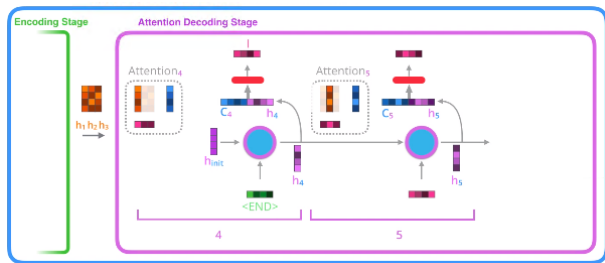 Encoding Stage
Attention Decoding Stage
I
Attention₄
Attention₅
h₁ h₂ h₃
C₄ h₄
C₅ h₅
hinit
h₄
h₅
<END>
4
5